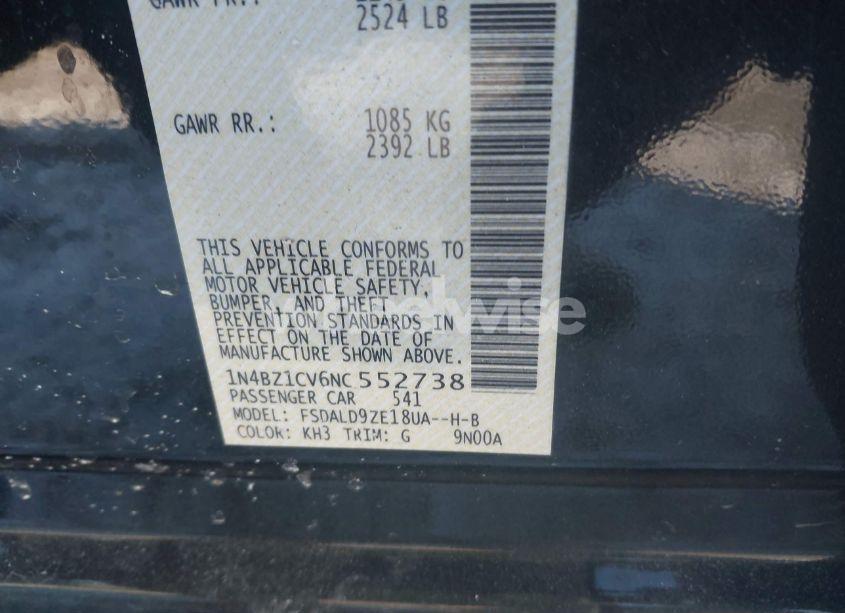 GAWR FR.:
2524 LB
GAWR RR.: 1085 KG
2392 LB
THIS VEHICLE CONFORMS TO
ALL APPLICABLE FEDERAL
MOTOR VEHICLE SAFETY,
BUMPER, AND THEFT
PREVENTION STANDARDS IN
EFFECT ON THE DATE OF
MANUFACTURE SHOWN ABOVE.
1N4BZ1CV6NC552738
PASSENGER CAR 541
MODEL: FSDALD9ZE18UA--H-B
COLOR: KH3 TRIM: G 9N00A